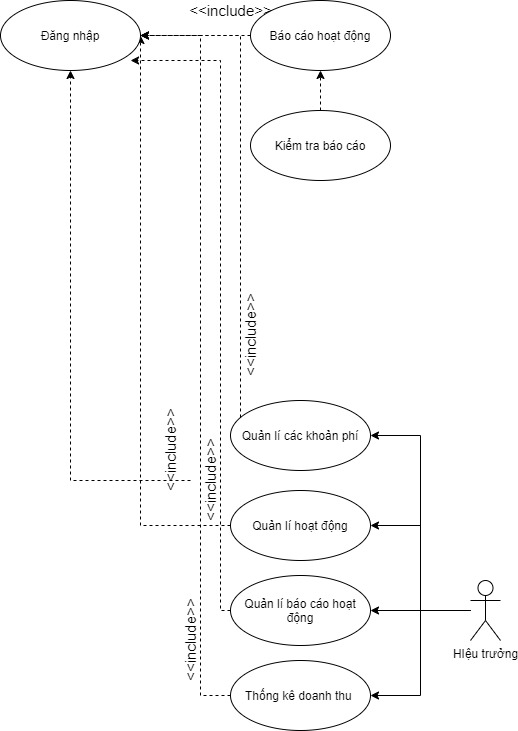 <<include>>
Đăng nhập
Báo cáo hoạt động
Kiểm tra báo cáo
<<include>>
<<include>>
Quản lí các khoản phí
<<include>>
Quản lí hoạt động
Quản lí báo cáo hoạt
động
<<include>>
HIệu trưởng
Thống kê doanh thu